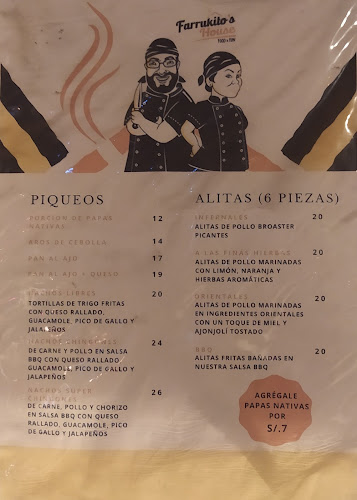 Farrukito's
House
FOOD & FIRE
PIQUEOS
PORCION DE PAPAS 12
NATIVAS
AROS DE CEBOLLA 14
PAN AL AJO 17
PAN AL AJO + QUESO 19
NACHOS LIBRES 20
TORTILLAS DE TRIGO FRITAS
CON QUESO RALLADO,
GUACAMOLE, PICO DE GALLO Y
JALAPEÑOS
NACHOS 24
DE CARNE Y POLLO EN SALSA
BBQ CON QUESO RALLADO,
GUACAMOLE, PICO DE GALLO Y
JALAPEÑOS
NACHOS SUPER 26
DE CARNE, POLLO Y CHORIZO
EN SALSA BBQ CON QUESO
RALLADO, GUACAMOLE, PICO
DE GALLO Y JALAPEÑOS
ALITAS (6 PIEZAS)
INFERNALES 20
ALITAS DE POLLO BROASTER
PICANTES
A LAS FINAS HIERBAS 20
ALITAS DE POLLO MARINADAS
CON LIMÓN, NARANJA Y
HIERBAS AROMÁTICAS
ORIENTALES 20
ALITAS DE POLLO MARINADAS
EN INGREDIENTES ORIENTALES
CON UN TOQUE DE MIEL Y
AJONJOLÍ TOSTADO
BBQ 20
ALITAS FRITAS BAÑADAS EN
NUESTRA SALSA BBQ
AGRÉGALE
PAPAS NATIVAS
POR
S/.7